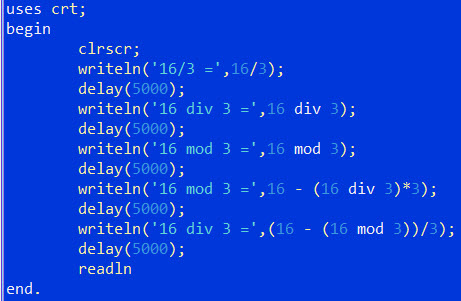 uses crt;
begin
clrscr;
writeln('16/3 =',16/3);
delay(5000);
writeln('16 div 3 =',16 div 3);
delay(5000);
writeln('16 mod 3 =',16 mod 3);
delay(5000);
writeln('16 mod 3 =',16 - (16 div 3)*3);
delay(5000);
writeln('16 div 3 =',(16 - (16 mod 3))/3);
delay(5000);
readln
end.